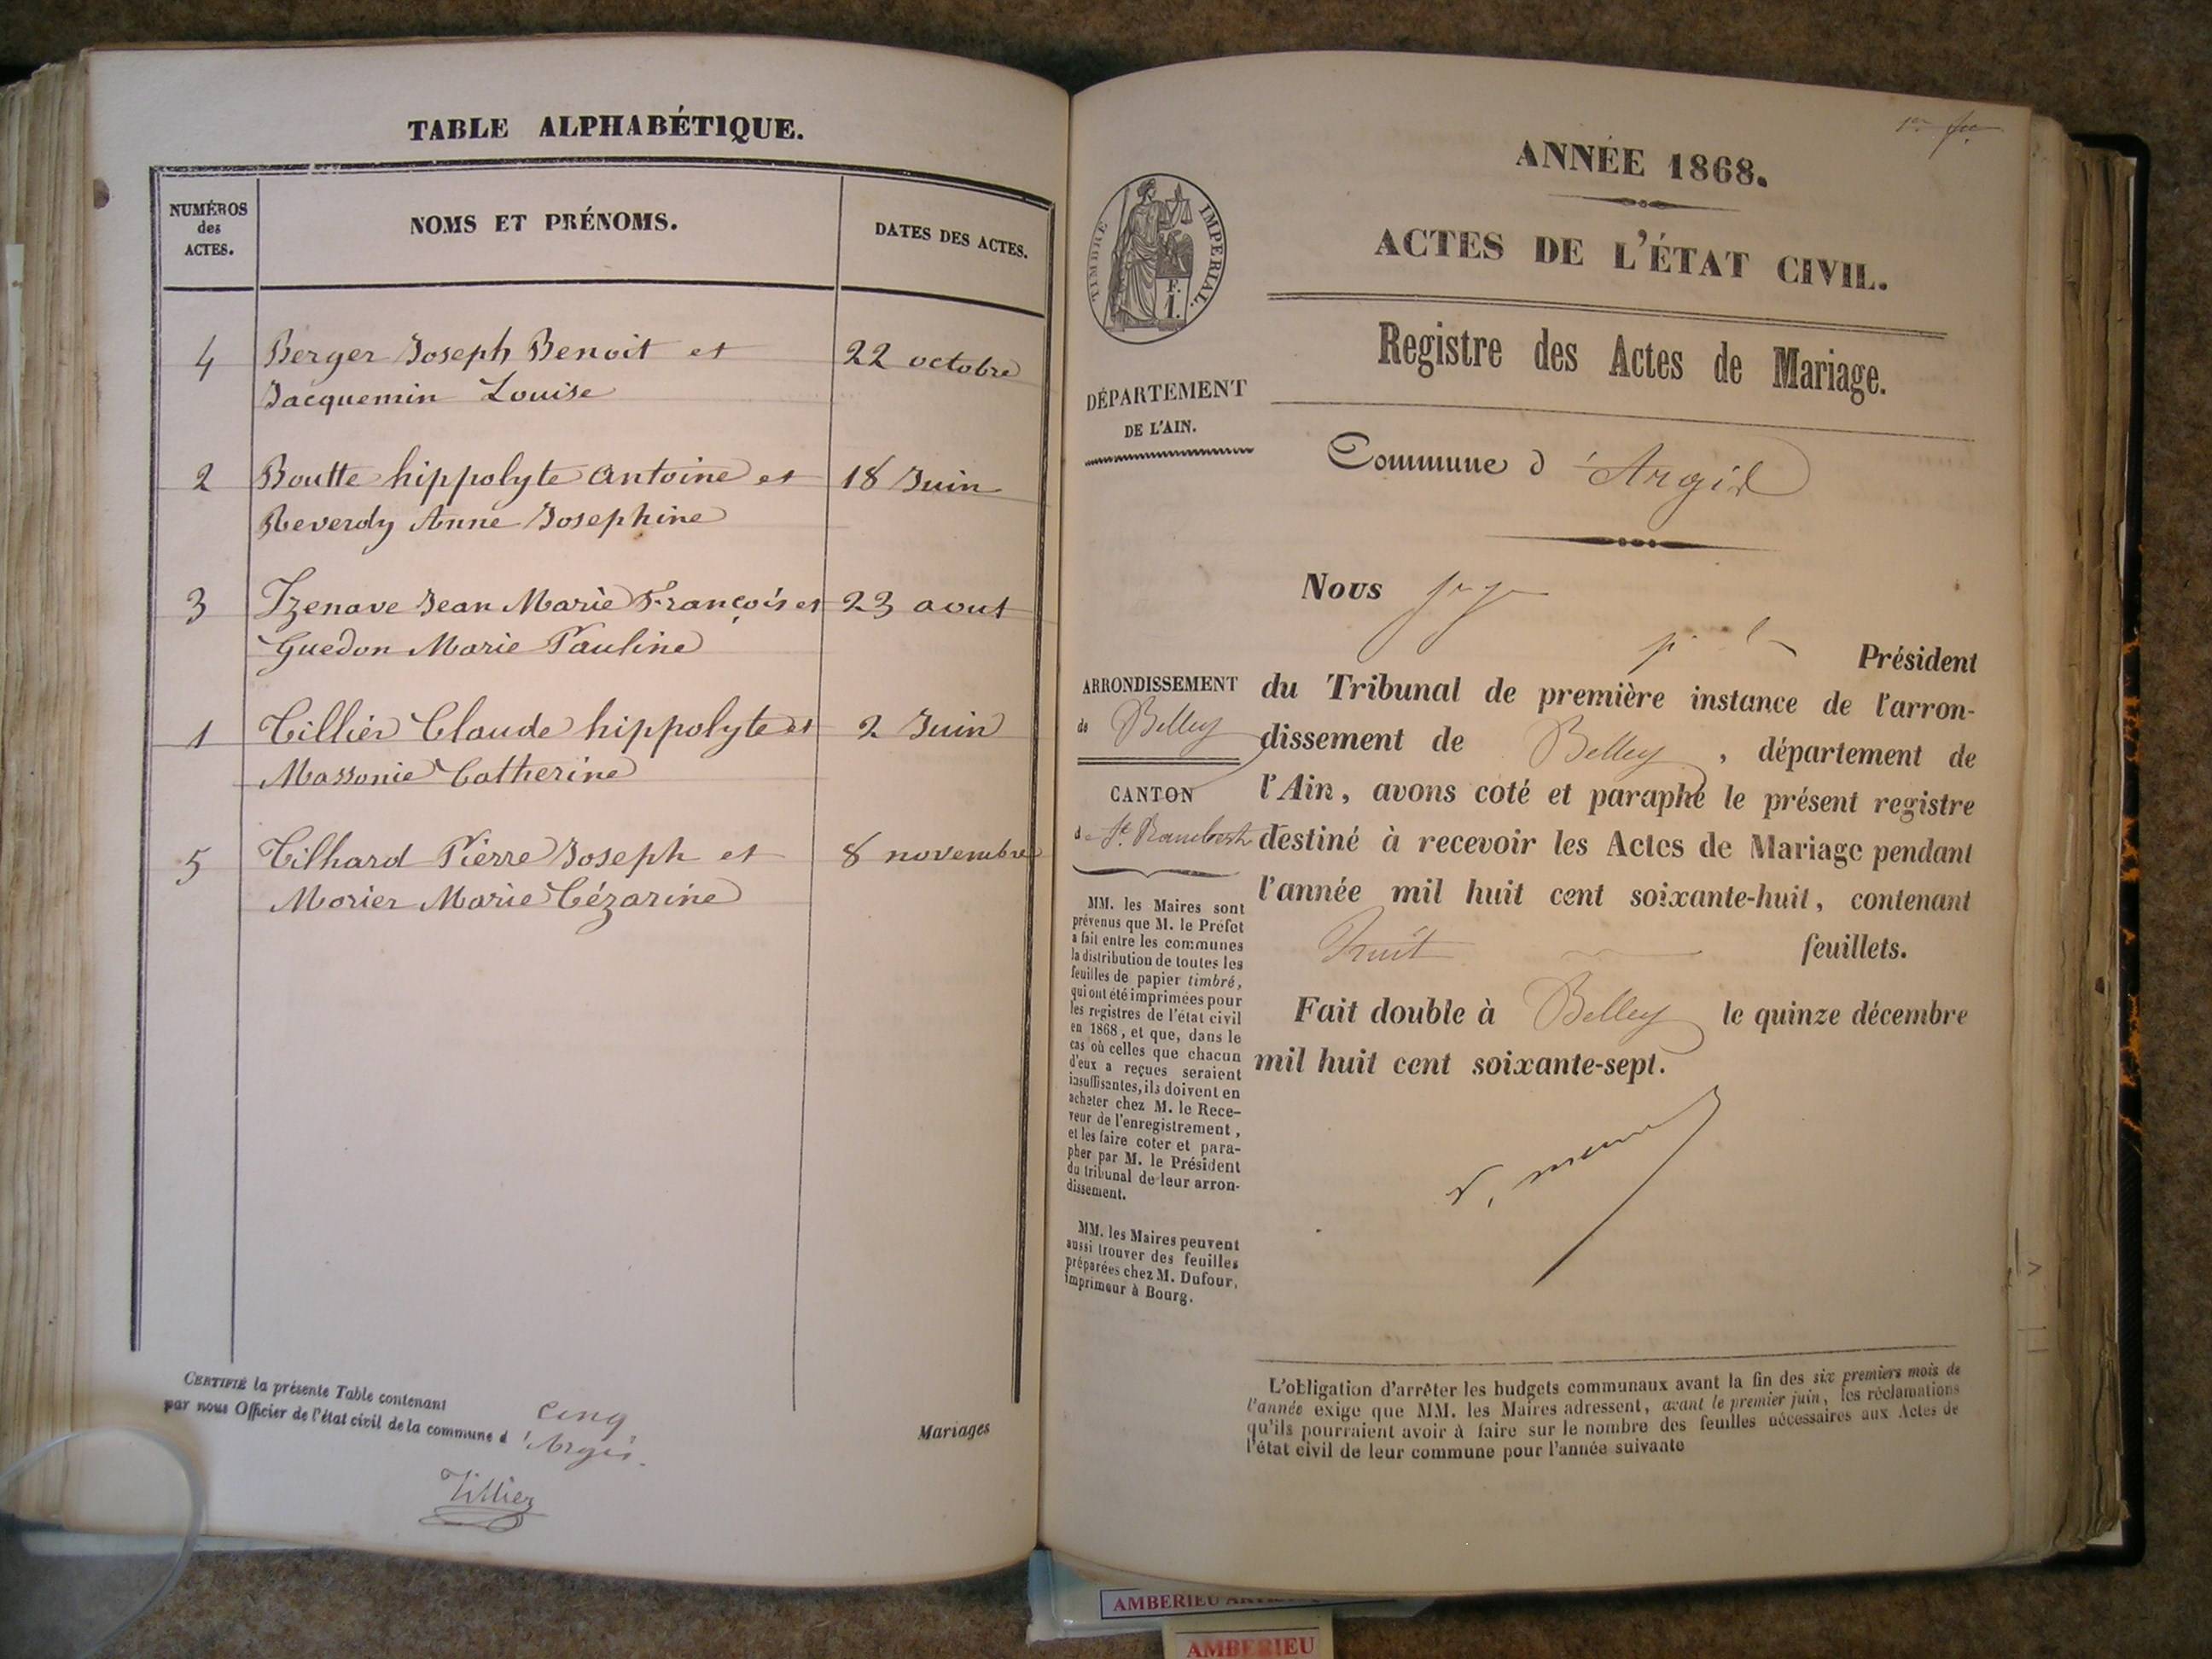 TABLE ALPHABÉTIQUE.
NUMÉROS des ACTES.
NOMS ET PRÉNOMS.
DATES DES ACTES.
4 Berger Joseph Benoit et 22 octobre
Jacquemin Louise
2 Boutte hippolyte Antoine et 18 Juin
Reverdy Anne Josephine
3 Izenave Jean Marie François et 23 aout
Guedon Marie Pauline
1 Tillier Claude hippolyte et 2 Juin
Massonie Catherine
5 Tilhard Pierre Joseph et 8 novembre
Morier Marie Cézarine
CERTIFIÉ la présente Table contenant cinq
par nous Officier de l'état civil de la commune d'Argis.
Tillier
Mariages
ANNÉE 1868.
ACTES DE L'ÉTAT CIVIL.
Registre des Actes de Mariage.
Commune d'Argis
TIMBRE IMPÉRIAL.
F.
1.
DÉPARTEMENT
DE L'AIN.
ARRONDISSEMENT
de Belley
CANTON
de St. Rambert
MM. les Maires sont
prévenus que M. le Préfet
a fait entre les communes
la distribution de toutes les
feuilles de papier timbré,
qui ont été imprimées pour
les registres de l'état civil
en 1868, et que, dans le
cas où celles que chacun
d'eux a reçues seraient
insuffisantes, ils doivent en
acheter chez M. le Rece-
veur de l'enregistrement,
et les faire coter et para-
pher par M. le Président
du tribunal de leur arron-
dissement.
MM. les Maires peuvent
aussi trouver des feuilles
préparées chez M. Dufour,
imprimeur à Bourg.
Nous juge
Président
du Tribunal de première instance de l'arron-
dissement de Belley, département de
l'Ain, avons coté et paraphé le présent registre
destiné à recevoir les Actes de Mariage pendant
l'année mil huit cent soixante-huit, contenant
huit feuillets.
Fait double à Belley le quinze décembre
mil huit cent soixante-sept.
L'obligation d'arrêter les budgets communaux avant la fin des six premiers mois de
l'année exige que MM. les Maires adressent, avant le premier juin, les réclamations
qu'ils pourraient avoir à faire sur le nombre des feuilles nécessaires aux Actes de
l'état civil de leur commune pour l'année suivante
AMBERIEU
AMBERIEU